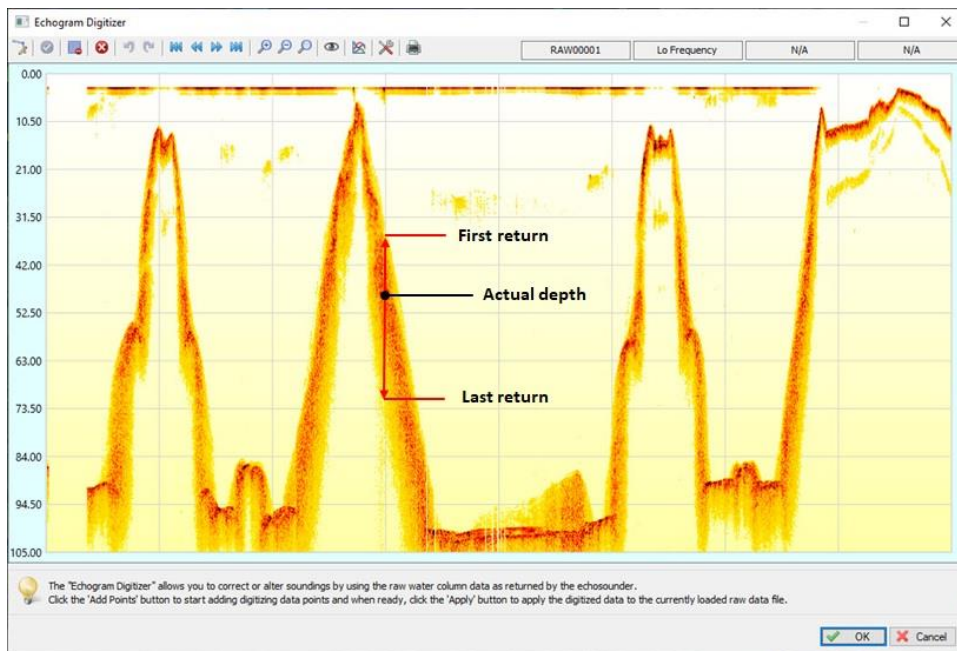 Echogram Digitizer
RAW00001
Lo Frequency
N/A
N/A
0.00
10.50
21.00
31.50
First return
42.00
Actual depth
52.50
63.00
Last return
73.50
84.00
94.50
105.00
The "Echogram Digitizer" allows you to correct or alter soundings by using the raw water column data as returned by the echosounder.
Click the 'Add Points' button to start adding digitizing data points and when ready, click the 'Apply' button to apply the digitized data to the currently loaded raw data file.
OK
Cancel